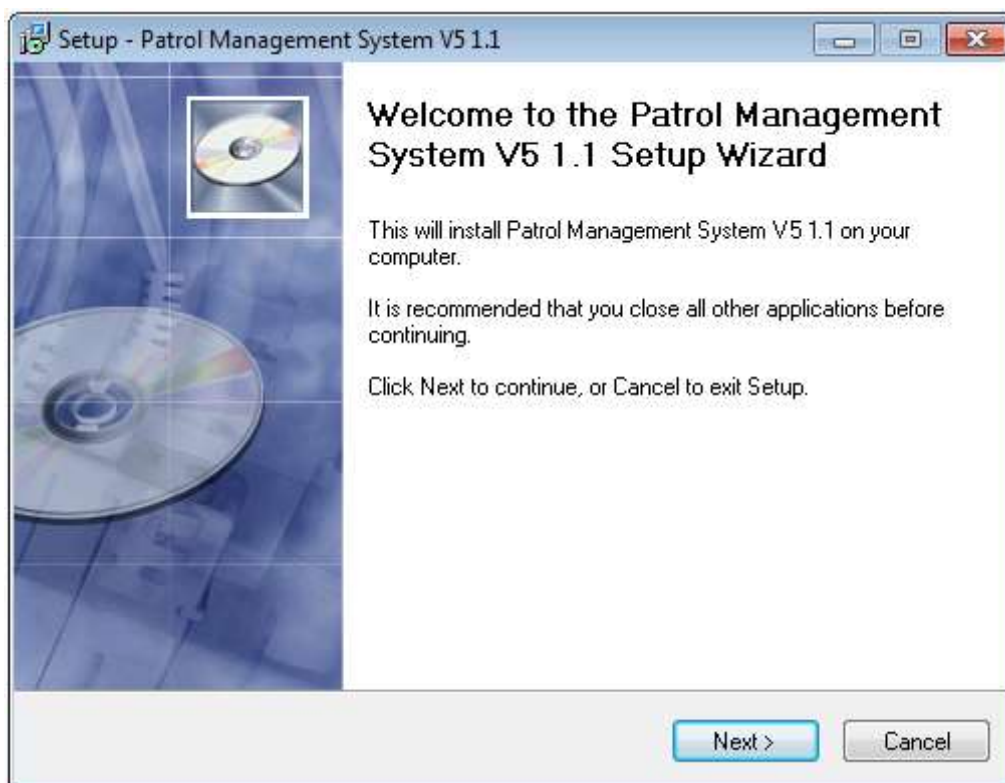 Setup - Patrol Management System V5 1.1
Welcome to the Patrol Management
System V5 1.1 Setup Wizard
This will install Patrol Management System V5 1.1 on your
computer.
It is recommended that you close all other applications before
continuing.
Click Next to continue, or Cancel to exit Setup.
Next >
Cancel